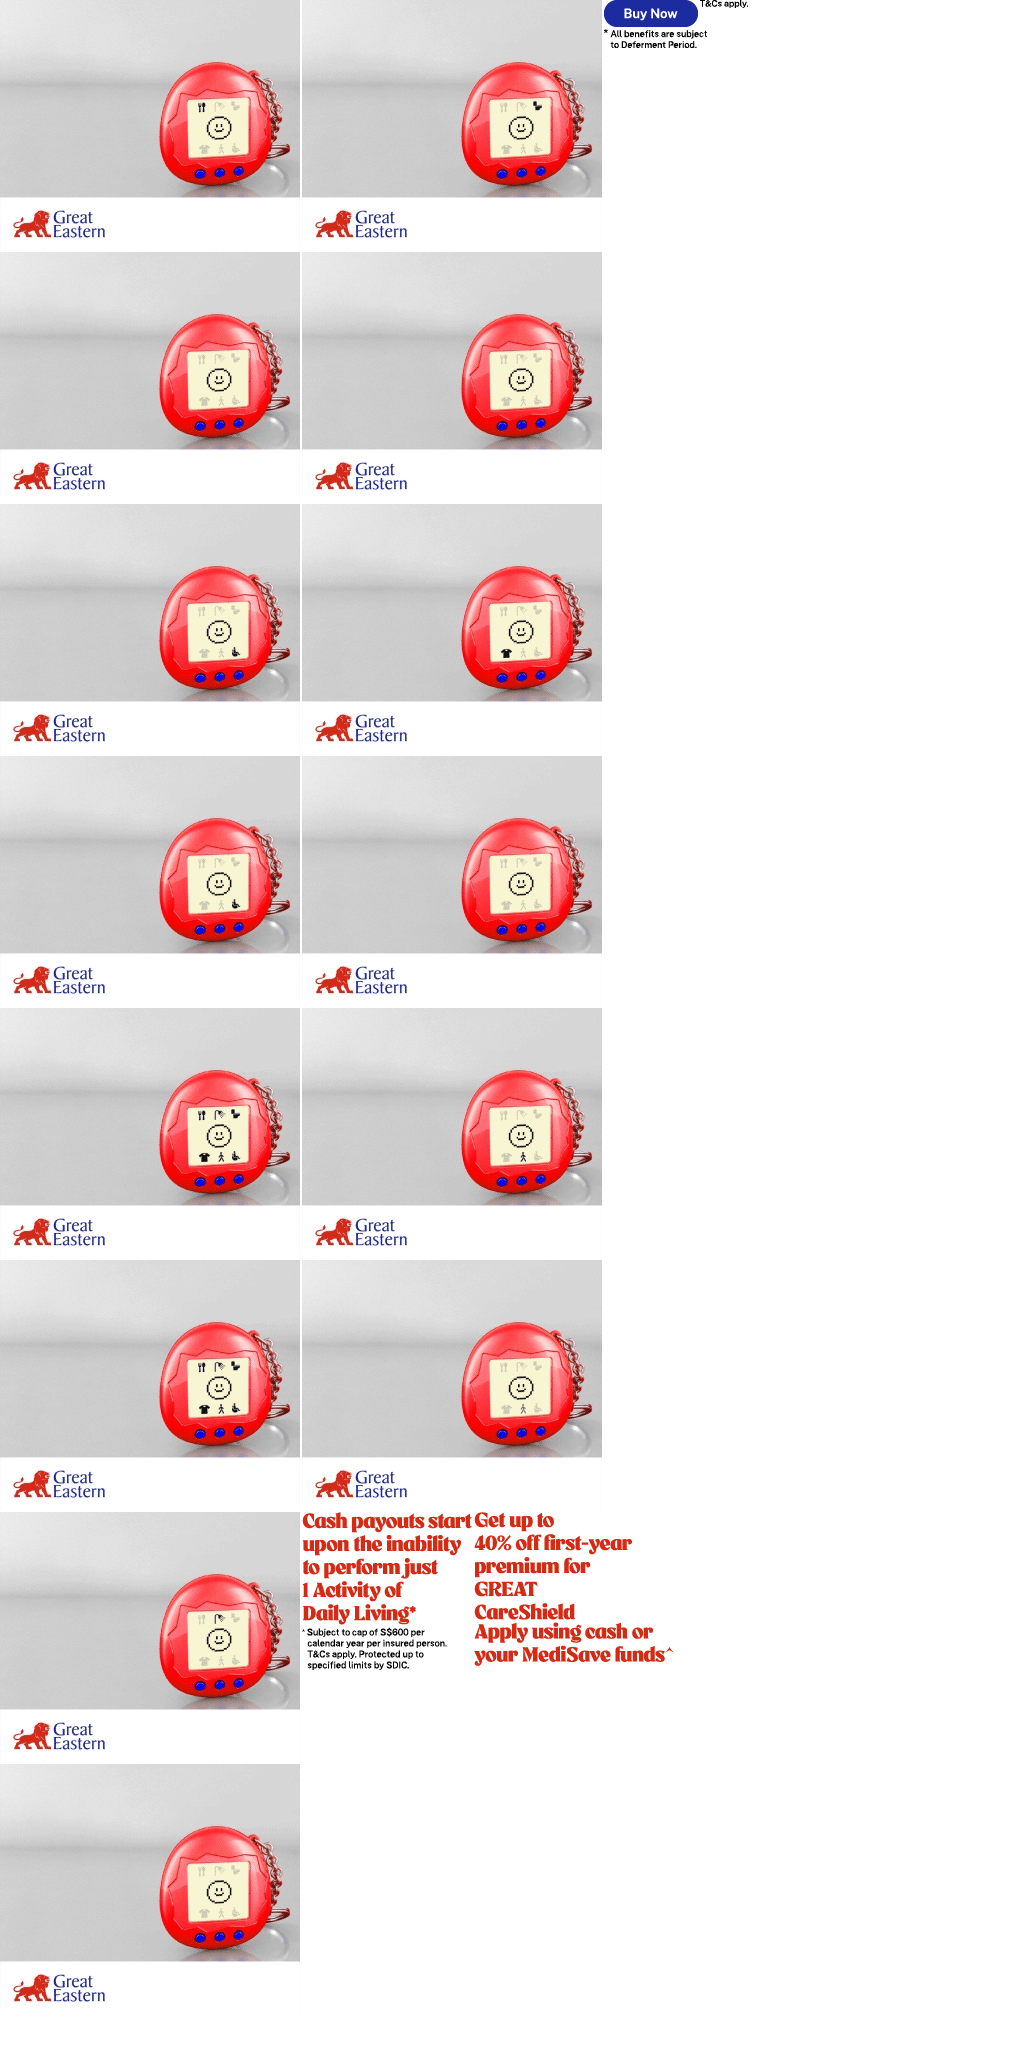 Buy Now
T&Cs apply.
* All benefits are subject
to Deferment Period.
Great
Eastern
Great
Eastern
Great
Eastern
Great
Eastern
Great
Eastern
Great
Eastern
Great
Eastern
Great
Eastern
Great
Eastern
Great
Eastern
Great
Eastern
Great
Eastern
Cash payouts start
upon the inability
to perform just
1 Activity of
Daily Living*
^ Subject to cap of S$600 per
calendar year per insured person.
T&Cs apply. Protected up to
specified limits by SDIC.
Get up to
40% off first-year
premium for
GREAT
CareShield
Apply using cash or
your MediSave funds^
Great
Eastern
Great
Eastern